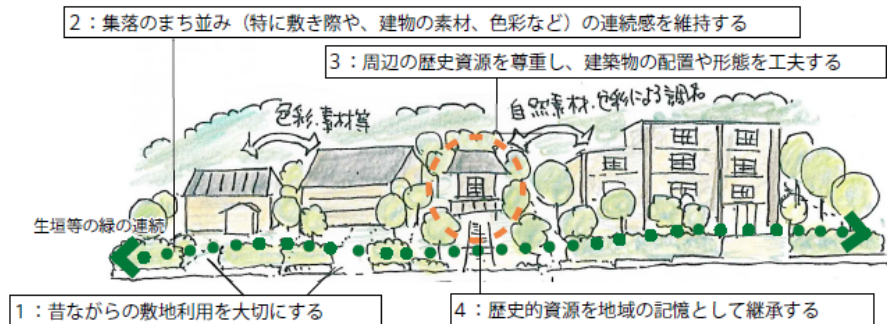 2：集落のまち並み（特に敷き際や、建物の素材、色彩など）の連続感を維持する
3：周辺の歴史資源を尊重し、建築物の配置や形態を工夫する
色彩・素材等
自然素材・色彩による調和
生垣等の緑の連続
1：昔ながらの敷地利用を大切にする
4：歴史的資源を地域の記憶として継承する